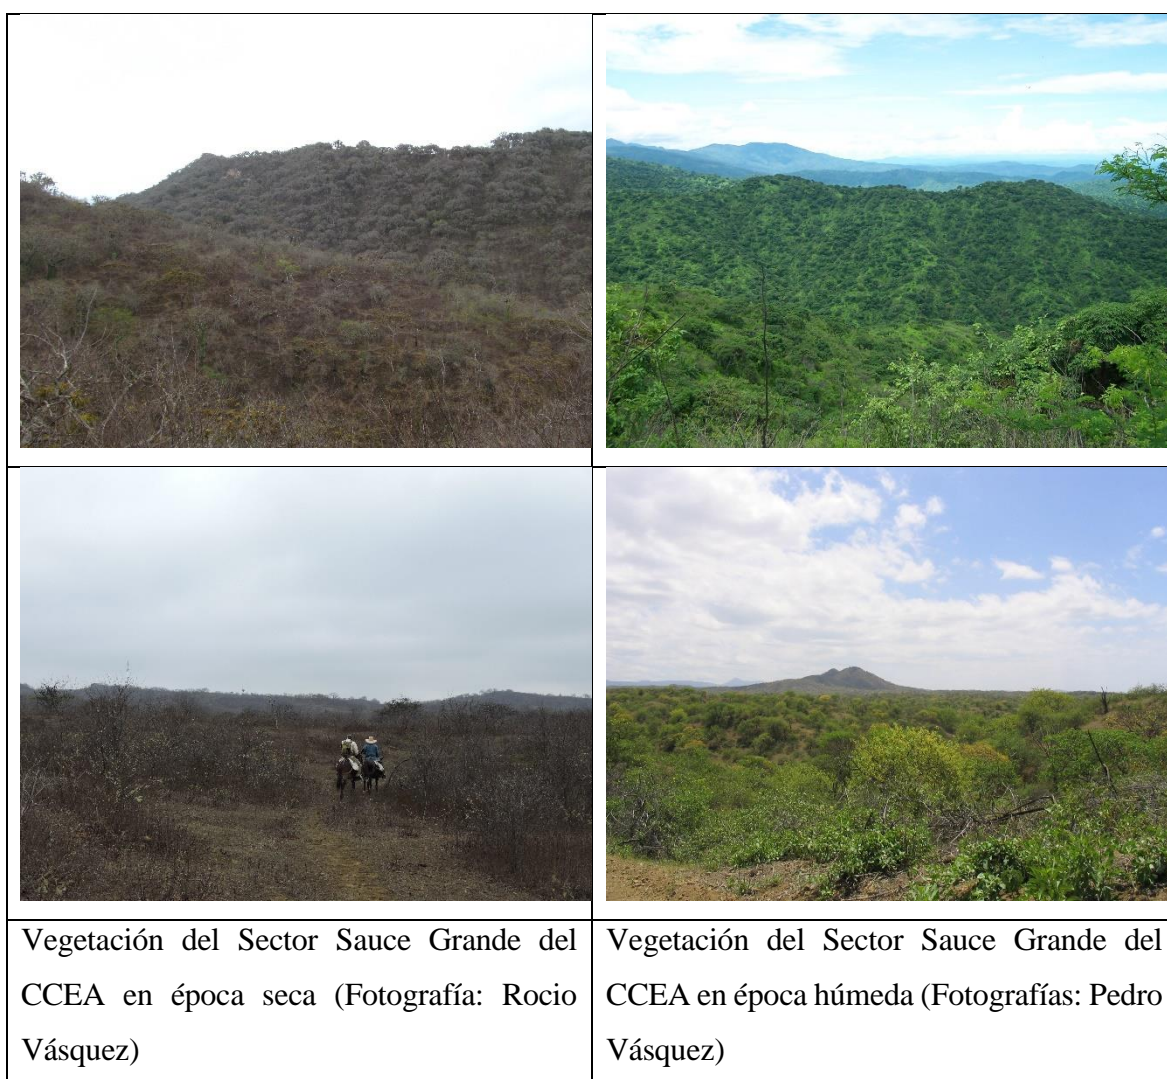 Vegetación del Sector Sauce Grande del
CCEA en época seca (Fotografía: Rocio
Vásquez)
Vegetación del Sector Sauce Grande del
CCEA en época húmeda (Fotografías: Pedro
Vásquez)